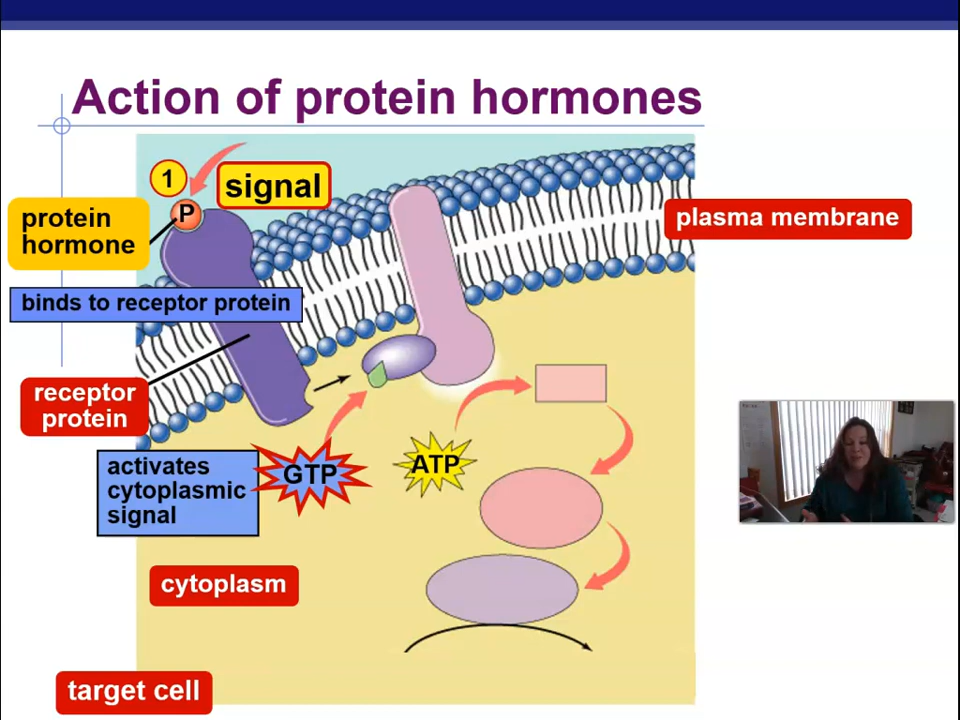 Action of protein hormones
1
signal
P
protein
hormone
plasma membrane
binds to receptor protein
receptor
protein
activates
cytoplasmic
signal
GTP
ATP
cytoplasm
target cell